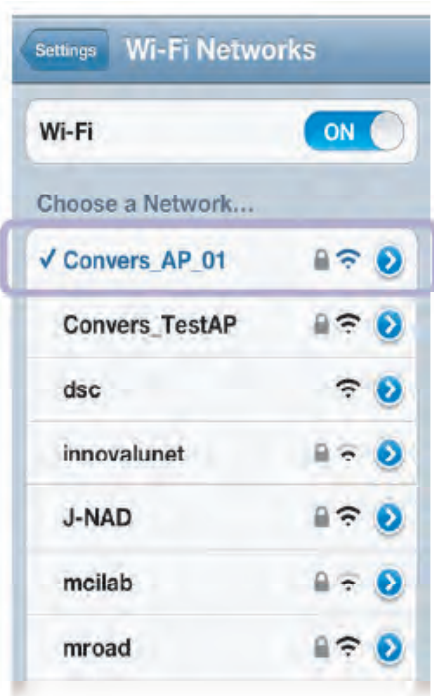 Settings Wi-Fi Networks
Wi-Fi ON
Choose a Network...
✓ Convers_AP_01
Convers_TestAP
dsc
innovalunet
J-NAD
mcilab
mroad